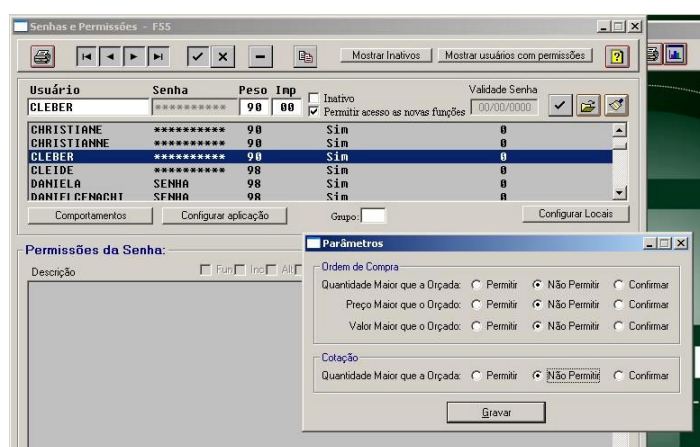 Senhas e Permissões - F55
Mostrar Inativos Mostrar usuários com permissões
Usuário Senha Peso Imp Inativo Validade Senha
CLEBER ********** 90 00 Permitir acesso as novas funções 00/00/0000
CHRISTIANE ********** 90 Sim 0
CHRISTIANNE ********** 90 Sim 0
CLEBER ********** 90 Sim 0
CLEIDE ********** 98 Sim 0
DANIELA SENHA 98 Sim 0
DANIELCENACHI SENHA 98 Sim 0
Comportamentos Configurar aplicação Grupo: Configurar Locais
Permissões da Senha:
Descrição Fun Inc Alt
Parâmetros
Ordem de Compra
Quantidade Maior que a Orçada: Permitir Não Permitir Confirmar
Preço Maior que o Orçado: Permitir Não Permitir Confirmar
Valor Maior que o Orçado: Permitir Não Permitir Confirmar
Cotação
Quantidade Maior que a Orçada: Permitir Não Permitir Confirmar
Gravar